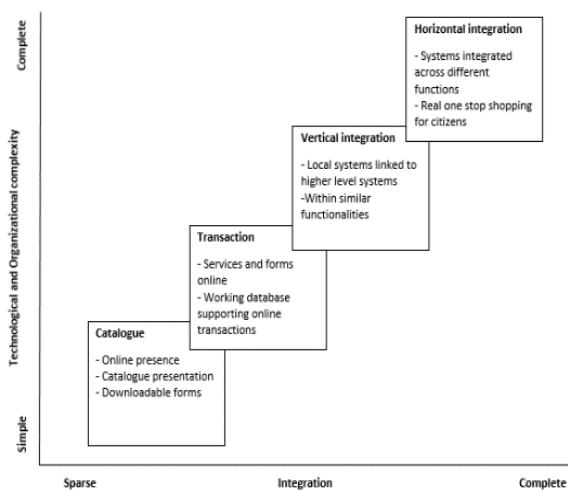 Complete
Technological and Organizational complexity
Simple
Horizontal integration
- Systems integrated
across different
functions
- Real one stop shopping
for citizens
Vertical integration
- Local systems linked to
higher level systems
-Within similar
functionalities
Transaction
- Services and forms
online
- Working database
supporting online
transactions
Catalogue
- Online presence
- Catalogue presentation
- Downloadable forms
Sparse
Integration
Complete